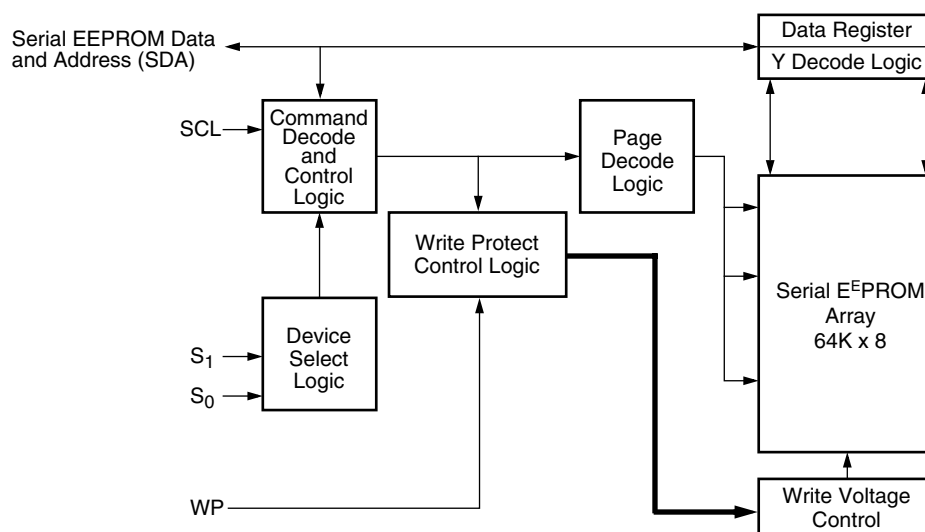 Serial EEPROM Data
and Address (SDA)
Data Register
Y Decode Logic
SCL
Command
Decode
and
Control
Logic
Page
Decode
Logic
Write Protect
Control Logic
Serial EEPROM
Array
64K x 8
S1
S0
Device
Select
Logic
WP
Write Voltage
Control